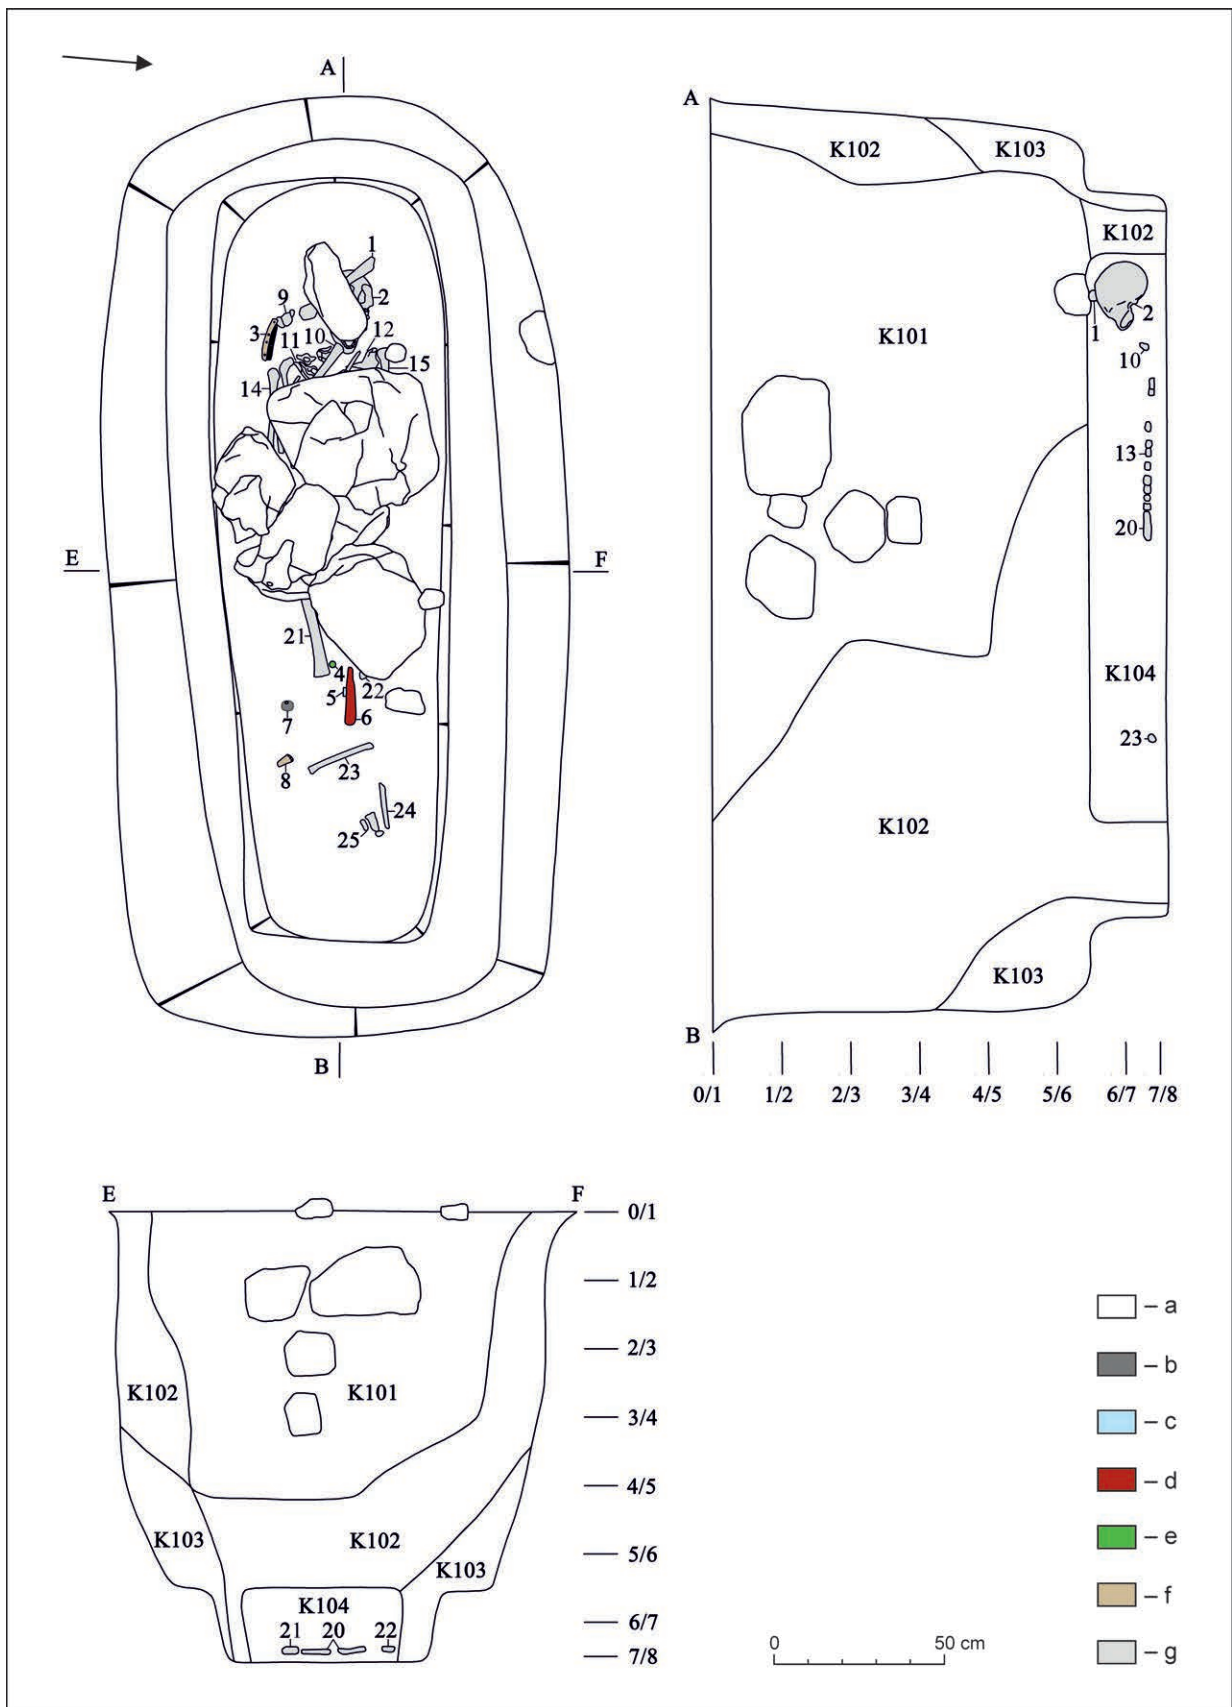 A
1
2
9
3
11
10
12
14
15
E
F
21
4
22
5
6
7
8
23
24
25
B
A
K102
K103
K102
1
2
K101
10
13
20
K104
23
K102
K103
B
0/1 1/2 2/3 3/4 4/5 5/6 6/7 7/8
E
F
0/1
1/2
2/3
K102
K101
3/4
4/5
K103
K102
5/6
K103
K104
6/7
21 20 22
7/8
0 50 cm
– a
– b
– c
– d
– e
– f
– g